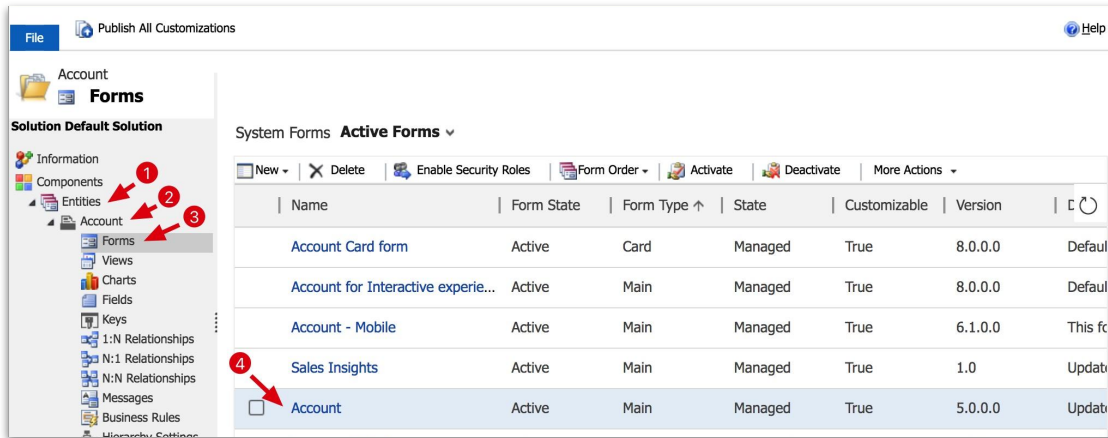 File
Publish All Customizations
Help
Account
Forms
Solution Default Solution
Information
Components
Entities
Account
Forms
Views
Charts
Fields
Keys
1:N Relationships
N:1 Relationships
N:N Relationships
Messages
Business Rules
Hierarchy Settings
1
2
3
System Forms Active Forms
New Delete Enable Security Roles Form Order Activate Deactivate More Actions
Name Form State Form Type State Customizable Version
Account Card form Active Card Managed True 8.0.0.0 Defaul
Account for Interactive experie... Active Main Managed True 8.0.0.0 Defaul
Account - Mobile Active Main Managed True 6.1.0.0 This fo
4
Sales Insights Active Main Managed True 1.0 Update
Account Active Main Managed True 5.0.0.0 Update